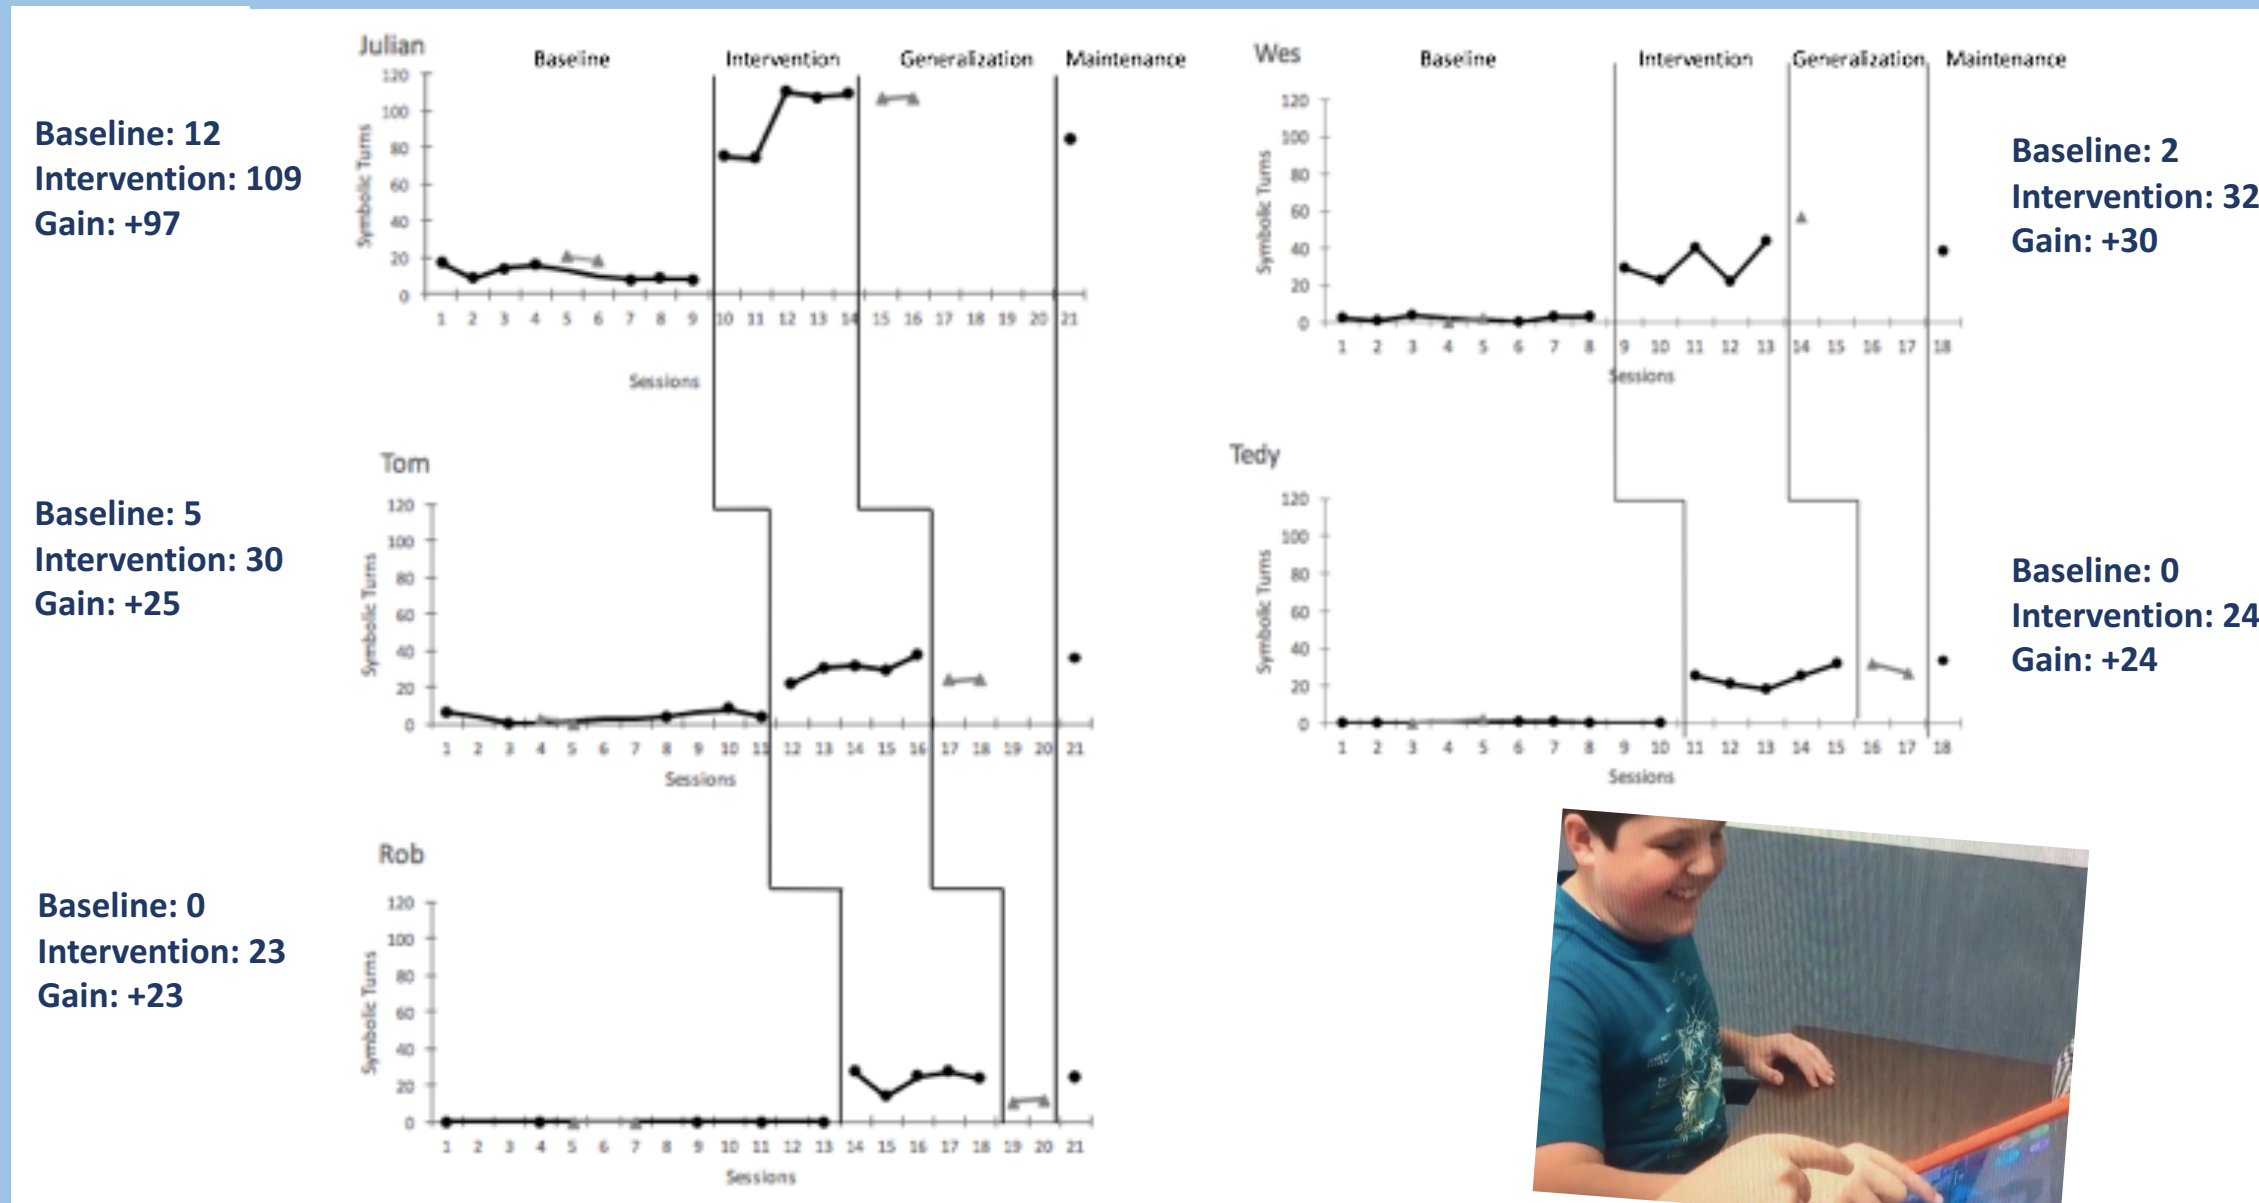 Julian
Baseline Intervention Generalization Maintenance
120
100
80
60
40
20
0
Symbolic Turns
1 2 3 4 5 6 7 8 9 10 11 12 13 14 15 16 17 18 19 20 21
Sessions
Baseline: 12
Intervention: 109
Gain: +97
Tom
120
100
80
60
40
20
0
Symbolic Turns
1 2 3 4 5 6 7 8 9 10 11 12 13 14 15 16 17 18 19 20 21
Sessions
Baseline: 5
Intervention: 30
Gain: +25
Rob
120
100
80
60
40
20
0
Symbolic Turns
1 2 3 4 5 6 7 8 9 10 11 12 13 14 15 16 17 18 19 20 21
Sessions
Baseline: 0
Intervention: 23
Gain: +23
Wes
Baseline Intervention Generalization Maintenance
120
100
80
60
40
20
0
Symbolic Turns
1 2 3 4 5 6 7 8 9 10 11 12 13 14 15 16 17 18
Sessions
Baseline: 2
Intervention: 32
Gain: +30
Tedy
120
100
80
60
40
20
0
Symbolic Turns
1 2 3 4 5 6 7 8 9 10 11 12 13 14 15 16 17 18
Sessions
Baseline: 0
Intervention: 24
Gain: +24